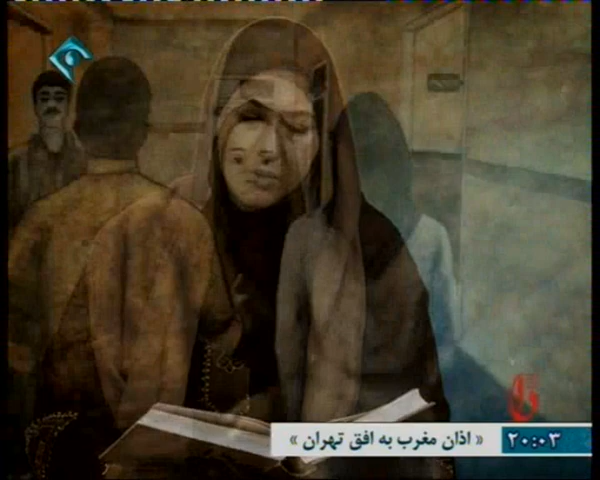 « اذان مغرب به افق تهران »
۲۰:۰۳